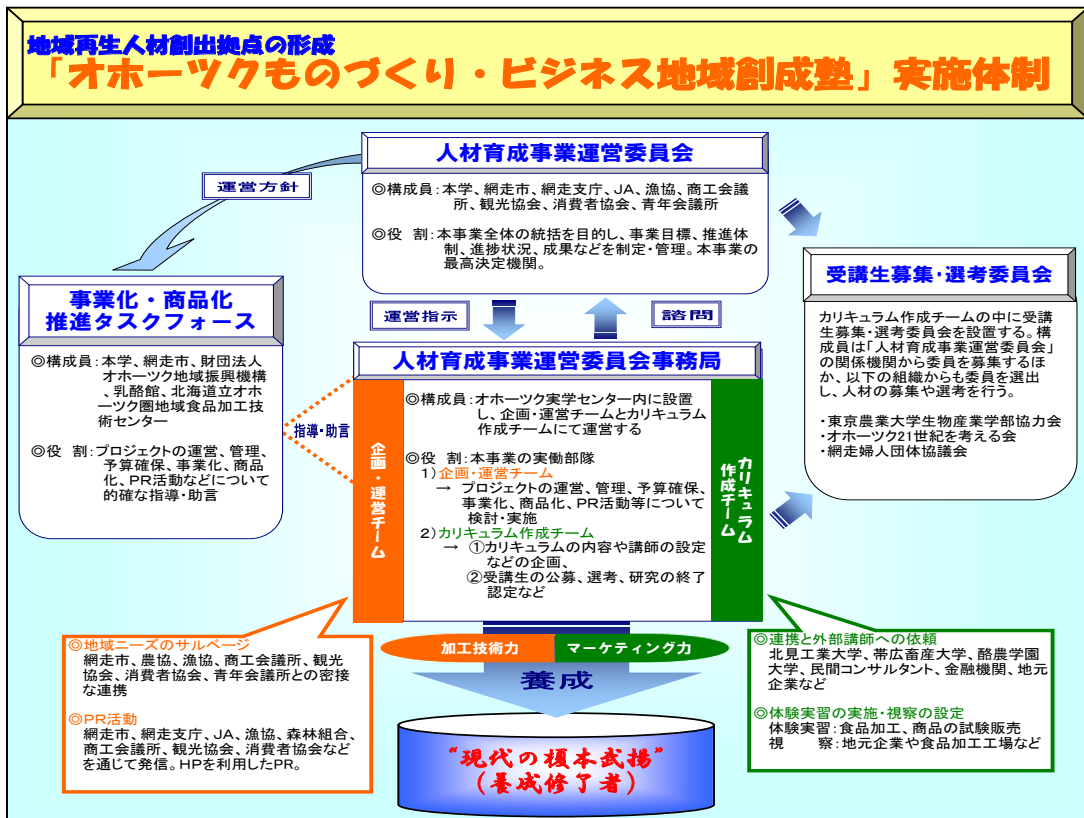 地域再生人材創出拠点の形成
「オホーツクものづくり・ビジネス地域創成塾」実施体制
人材育成事業運営委員会
◎構成員：本学、網走市、網走支庁、JA、漁協、商工会議
所、観光協会、消費者協会、青年会議所
◎役　割：本事業全体の統括を目的し、事業目標、推進体
制、進捗状況、成果などを制定・管理。本事業の
最高決定機関。
運営方針
事業化・商品化
推進タスクフォース
◎構成員：本学、網走市、財団法人
オホーツク地域振興機構
、乳酪館、北海道立オホ
ーツク圏地域食品加工技
術センター
◎役　割：プロジェクトの運営、管理、
予算確保、事業化、商品
化、PR活動などについて
的確な指導・助言
運営指示
諮問
指導・助言
人材育成事業運営委員会事務局
企画・運営チーム
◎構成員：オホーツク実学センター内に設置
し、企画・運営チームとカリキュラム
作成チームにて運営する
◎役　割：本事業の実働部隊
1）企画・運営チーム
→　プロジェクトの運営、管理、予算確保、
事業化、商品化、PR活動等について
検討・実施
2）カリキュラム作成チーム
→　①カリキュラムの内容や講師の設定
などの企画、
②受講生の公募、選考、研究の終了
認定など
カリキュラム
作成チーム
受講生募集・選考委員会
カリキュラム作成チームの中に受講
生募集・選考委員会を設置する。構
成員は「人材育成事業運営委員会」
の関係機関から委員を募集するほ
か、以下の組織からも委員を選出
し、人材の募集や選考を行う。
・東京農業大学生物産業学部協力会
・オホーツク21世紀を考える会
・網走婦人団体協議会
◎地域ニーズのサルベージ
網走市、農協、漁協、商工会議所、観光
協会、消費者協会、青年会議所との密接
な連携
◎PR活動
網走市、網走支庁、JA、漁協、森林組合、
商工会議所、観光協会、消費者協会など
を通じて発信。HPを利用したPR。
加工技術力
マーケティング力
養成
“現代の榎本武揚”
（養成修了者）
◎連携と外部講師への依頼
北見工業大学、帯広畜産大学、酪農学園
大学、民間コンサルタント、金融機関、地元
企業など
◎体験実習の実施・視察の設定
体験実習：食品加工、商品の試験販売
視　　察：地元企業や食品加工工場など